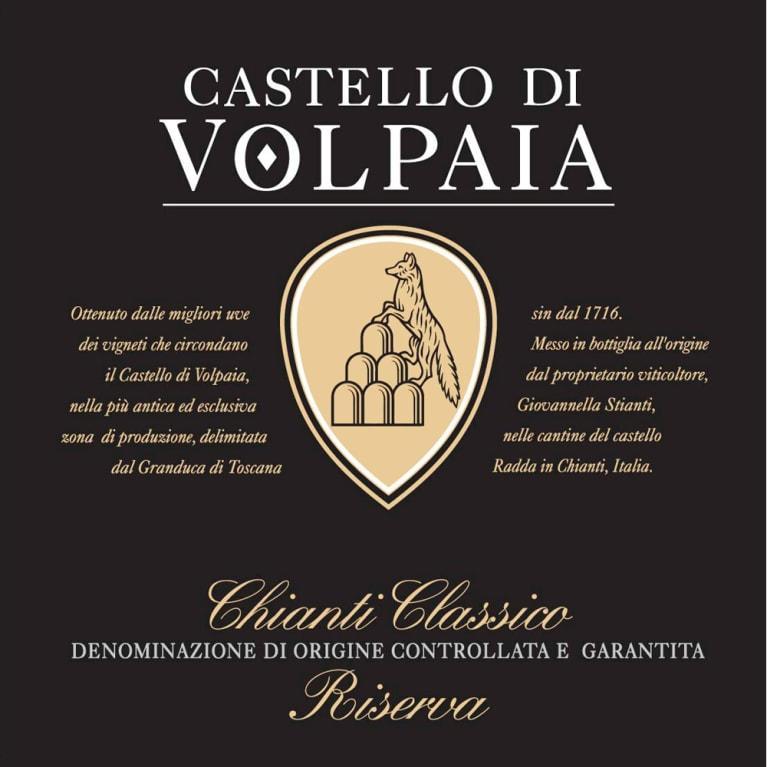 CASTELLO DI
VOLPAIA
Ottenuto dalle migliori uve
dei vigneti che circondano
il Castello di Volpaia,
nella più antica ed esclusiva
zona di produzione, delimitata
dal Granduca di Toscana
sin dal 1716.
Messo in bottiglia all'origine
dal proprietario viticoltore,
Giovannella Stianti,
nelle cantine del castello
Radda in Chianti, Italia.
Chianti Classico
DENOMINAZIONE DI ORIGINE CONTROLLATA E GARANTITA
Riserva